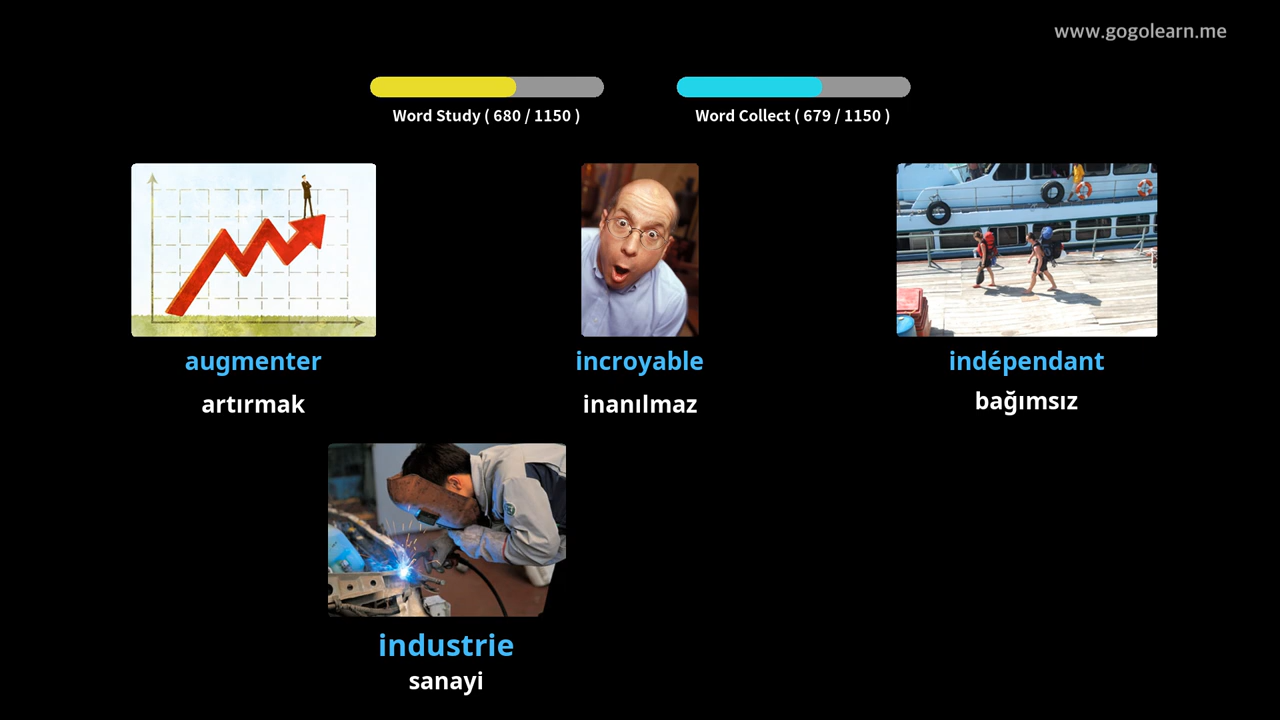 www.gogolearn.me
Word Study ( 680 / 1150 )
Word Collect ( 679 / 1150 )
augmenter
artırmak
incroyable
inanılmaz
indépendant
bağımsız
industrie
sanayi